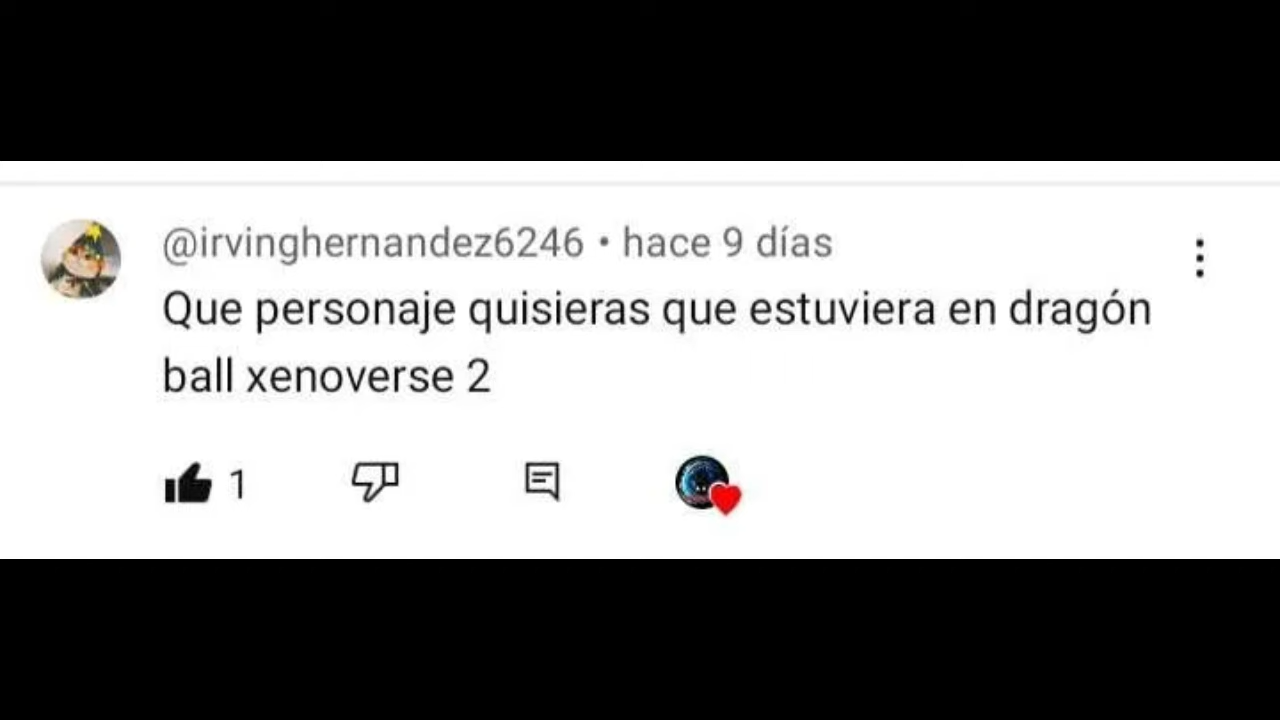 @irvinghernandez6246 • hace 9 días
Que personaje quisieras que estuviera en dragón
ball xenoverse 2
1